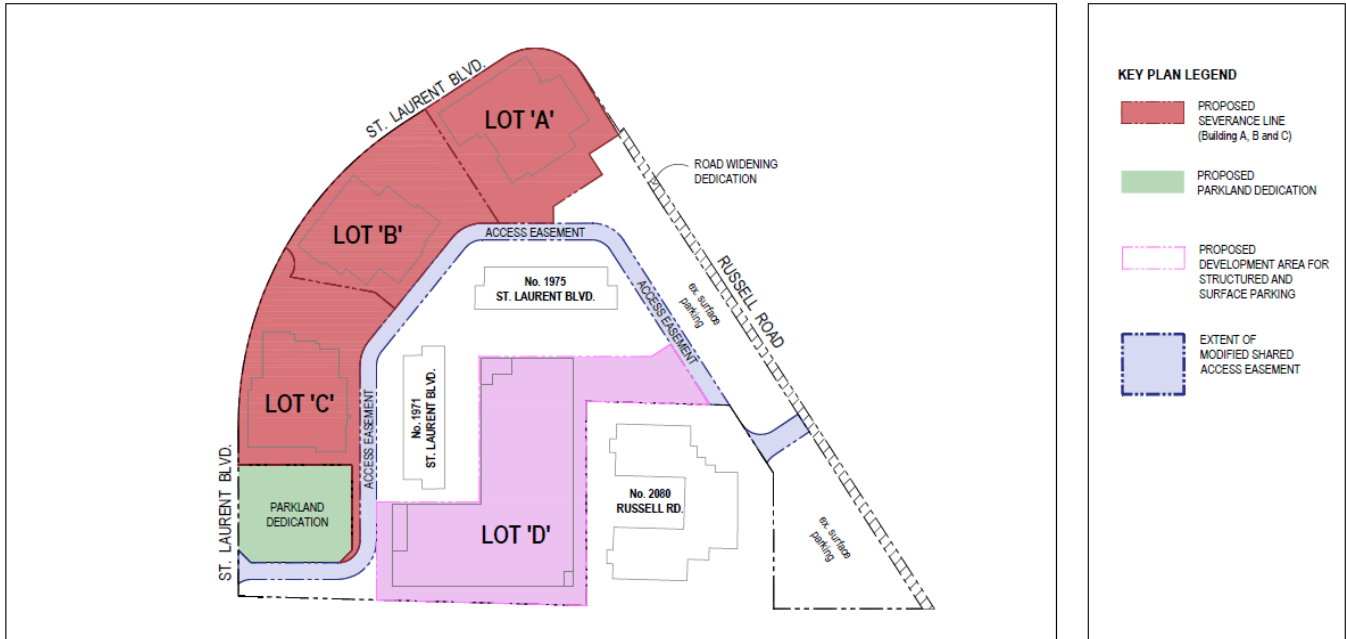 ST. LAURENT BLVD.
LOT 'A'
ROAD WIDENING
DEDICATION
LOT 'B'
ACCESS EASEMENT
No. 1975
ST. LAURENT BLVD.
ACCESS EASEMENT
ex. surface
parking
RUSSELL ROAD
LOT 'C'
ACCESS EASEMENT
No. 1971
ST. LAURENT BLVD.
ST. LAURENT BLVD.
PARKLAND
DEDICATION
LOT 'D'
No. 2080
RUSSELL RD.
ex. surface
parking
KEY PLAN LEGEND
PROPOSED
SEVERANCE LINE
(Building A, B and C)
PROPOSED
PARKLAND DEDICATION
PROPOSED
DEVELOPMENT AREA FOR
STRUCTURED AND
SURFACE PARKING
EXTENT OF
MODIFIED SHARED
ACCESS EASEMENT